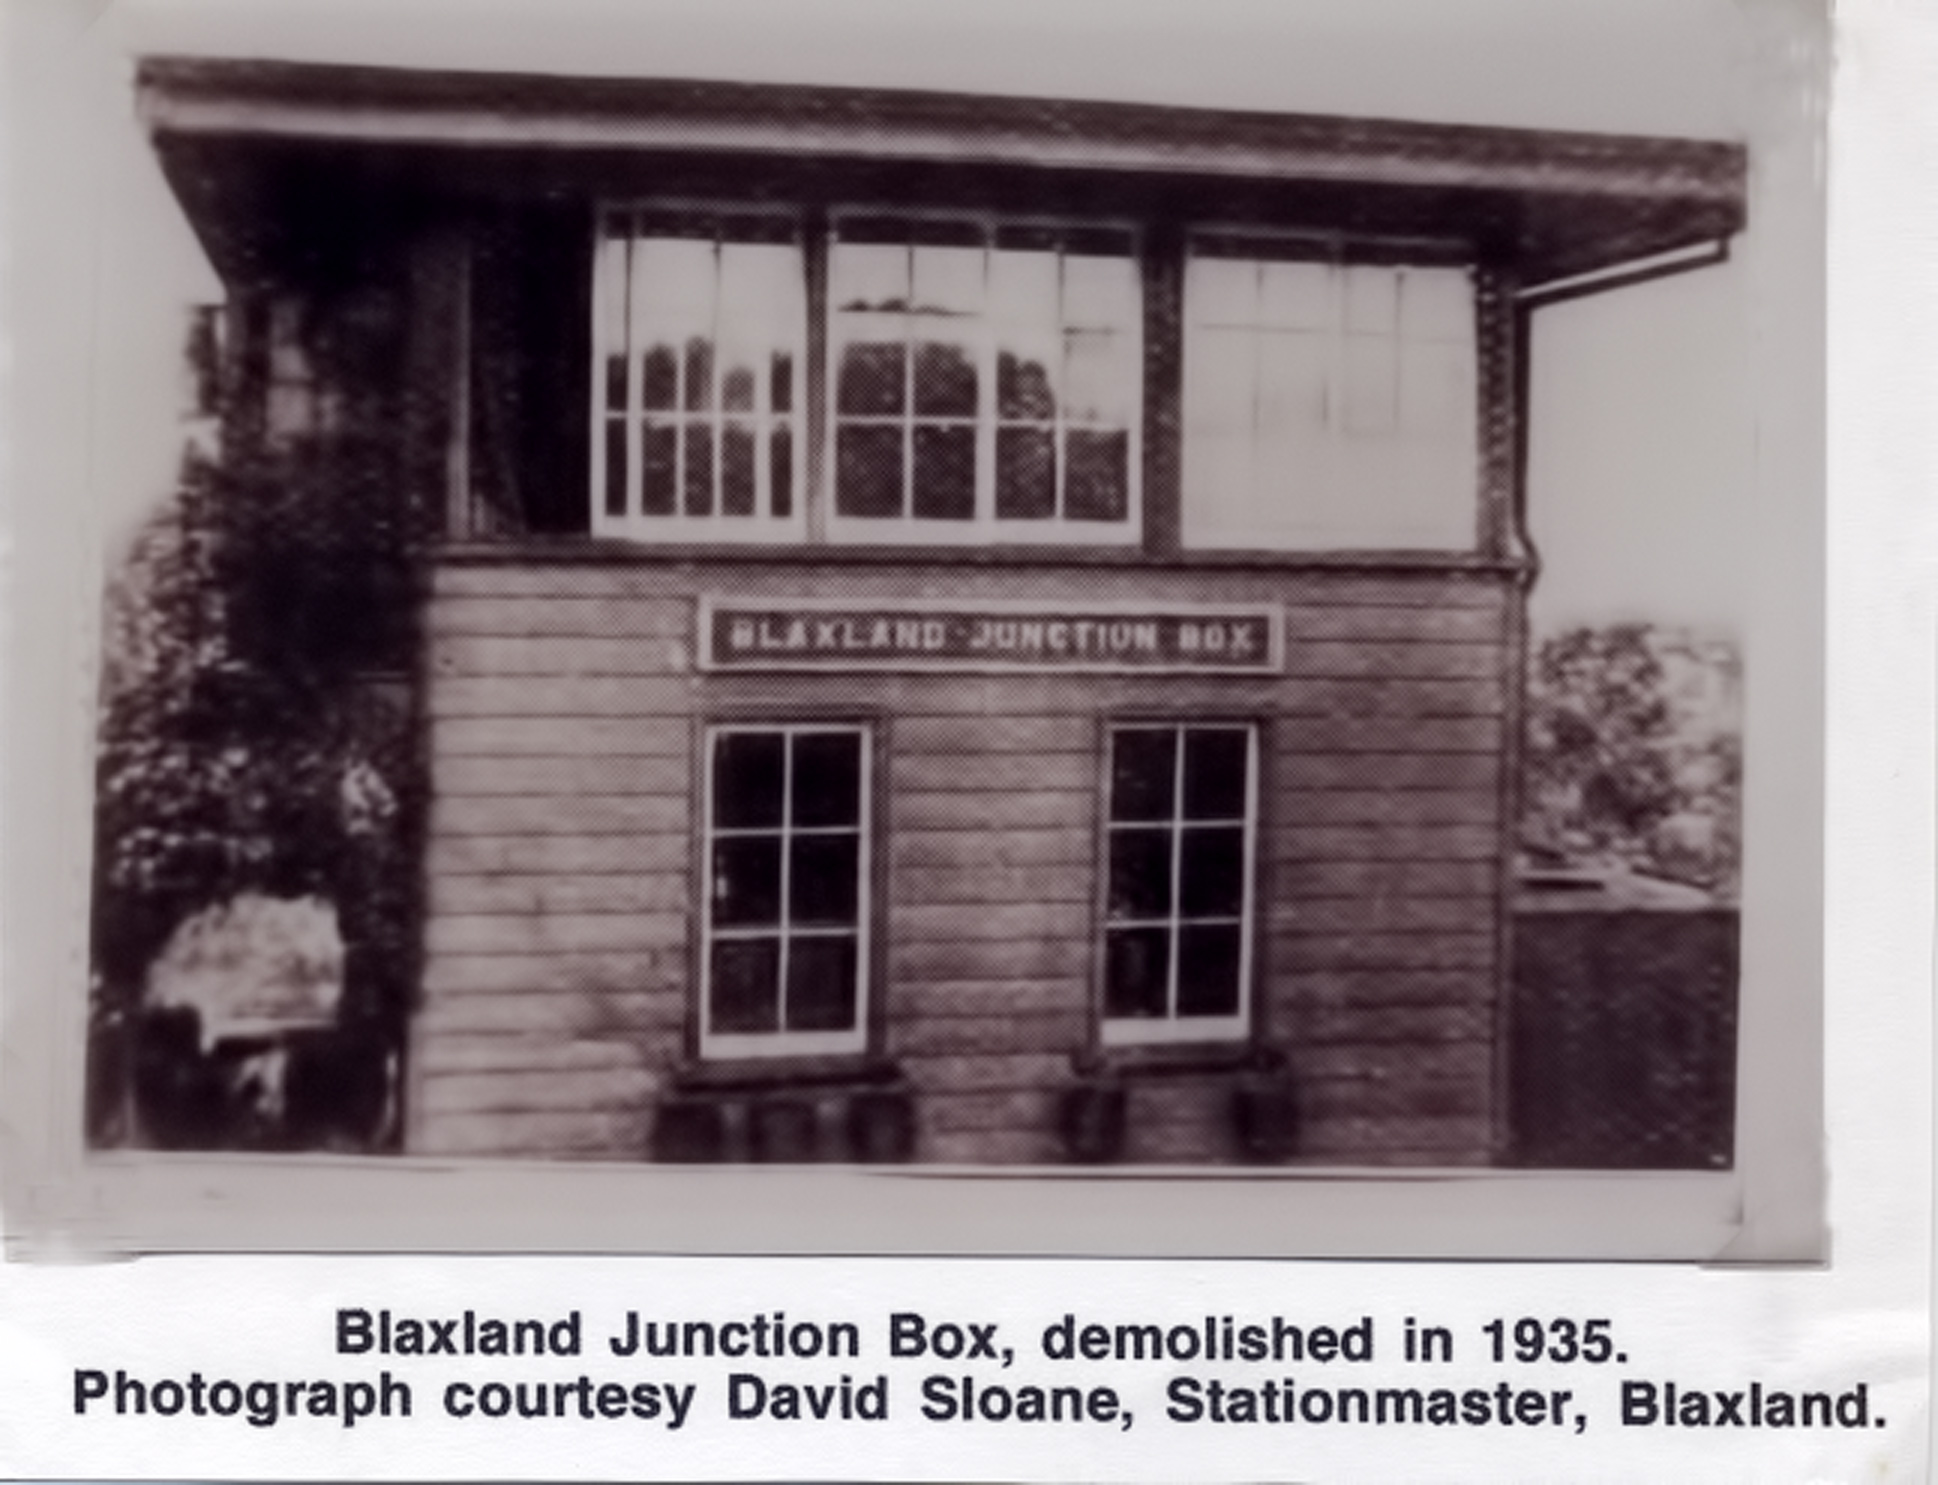 BLAXLAND JUNCTION BOX
Blaxland Junction Box, demolished in 1935.
Photograph courtesy David Sloane, Stationmaster, Blaxland.